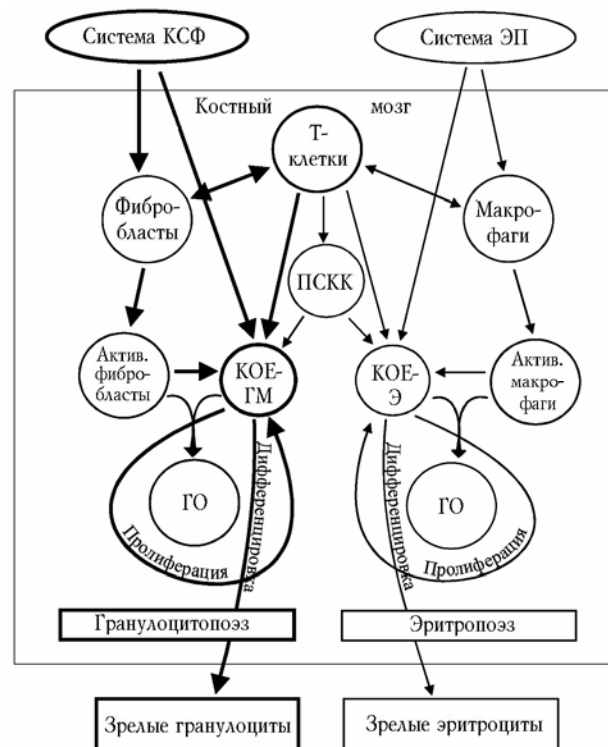 Система КСФ
Система ЭП
Костный мозг
Т-
клетки
Фибро-
бласты
Макро-
фаги
ПСКК
Актив.
фибро-
бласты
КОЕ-
ГМ
КОЕ-
Э
Актив.
макро-
фаги
ГО
Дифференцировка
Пролиферация
ГО
Дифференцировка
Пролиферация
Гранулоцитопоэз
Эритропоэз
Зрелые гранулоциты
Зрелые эритроциты